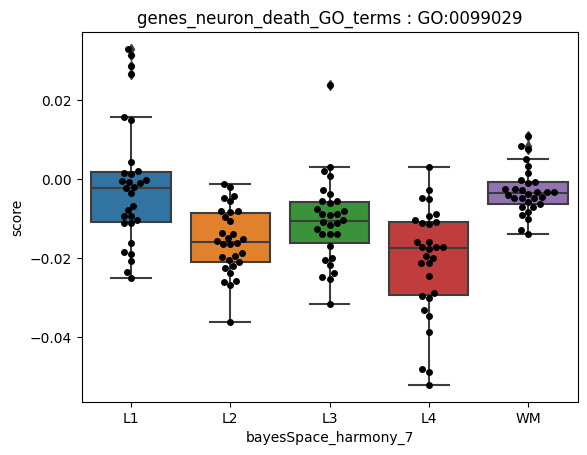 genes_neuron_death_GO_terms : GO:0099029
0.02
0.00
−0.02
−0.04
score
L1 L2 L3 L4 WM
bayesSpace_harmony_7